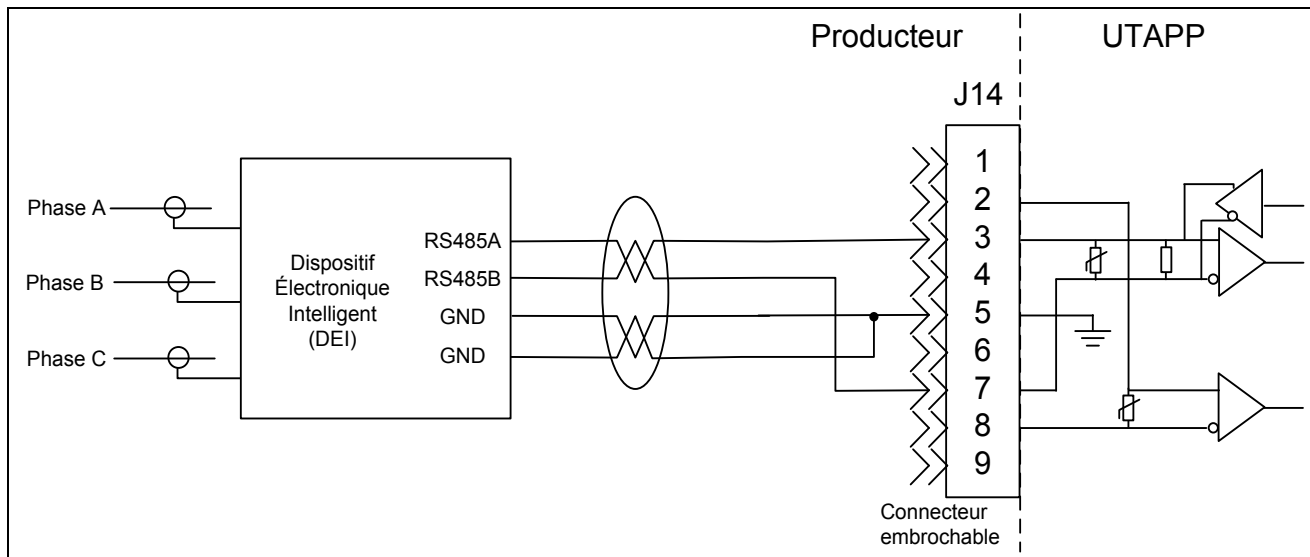 Producteur
UTAPP
J14
1
2
3
4
5
6
7
8
9
Phase A
Phase B
Phase C
Dispositif
Électronique
Intelligent
(DEI)
RS485A
RS485B
GND
GND
Connecteur
embrochable